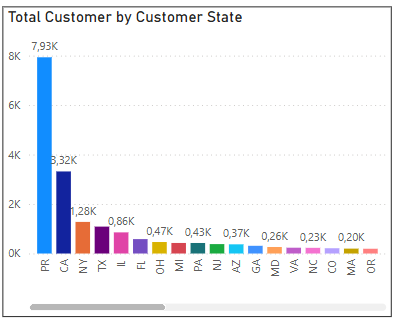 Total Customer by Customer State
7,93K
8K
6K
4K
3,32K
2K
1,28K
0,86K
0,47K
0,43K
0,37K
0,26K
0,23K
0,20K
0K
PR
CA
NY
TX
IL
FL
OH
MI
PA
NJ
AZ
GA
MD
VA
NC
CO
MA
OR